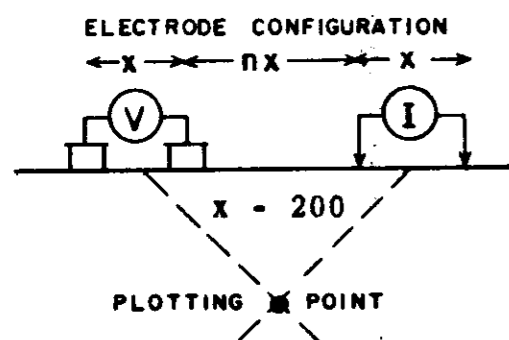 ELECTRODE CONFIGURATION
x nx x
V I
x - 200
PLOTTING POINT